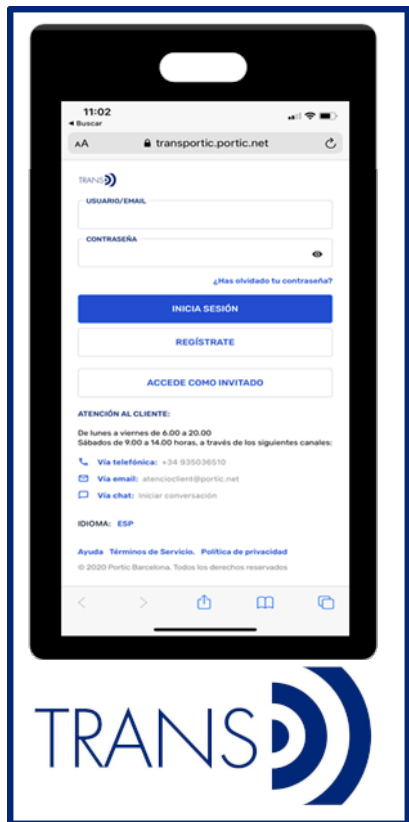 11:02
◀ Buscar
AA transportic.portic.net
TRANS
USUARIO/EMAIL
CONTRASEÑA
¿Has olvidado tu contraseña?
INICIA SESIÓN
REGÍSTRATE
ACCEDE COMO INVITADO
ATENCIÓN AL CLIENTE:
De lunes a viernes de 6.00 a 20.00
Sábados de 9.00 a 14.00 horas, a través de los siguientes canales:
Vía telefónica: +34 935036510
Vía email: atencioclient@portic.net
Vía chat: Iniciar conversación
IDIOMA: ESP
Ayuda Términos de Servicio. Política de privacidad
© 2020 Portic Barcelona. Todos los derechos reservados
TRANS